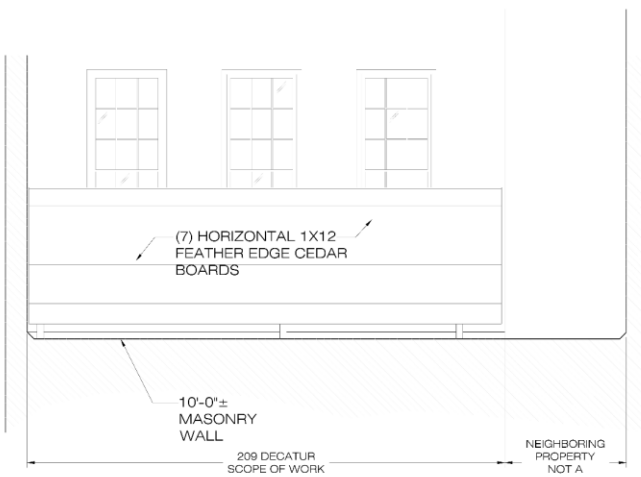 (7) HORIZONTAL 1X12
FEATHER EDGE CEDAR
BOARDS
10'-0"±
MASONRY
WALL
209 DECATUR
SCOPE OF WORK
NEIGHBORING
PROPERTY
NOT A